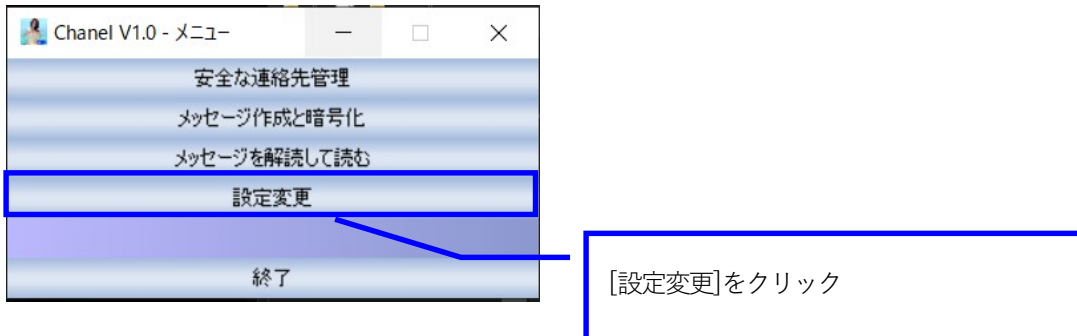 Chanel V1.0 - メニュー
安全な連絡先管理
メッセージ作成と暗号化
メッセージを解読して読む
設定変更
終了
[設定変更]をクリック